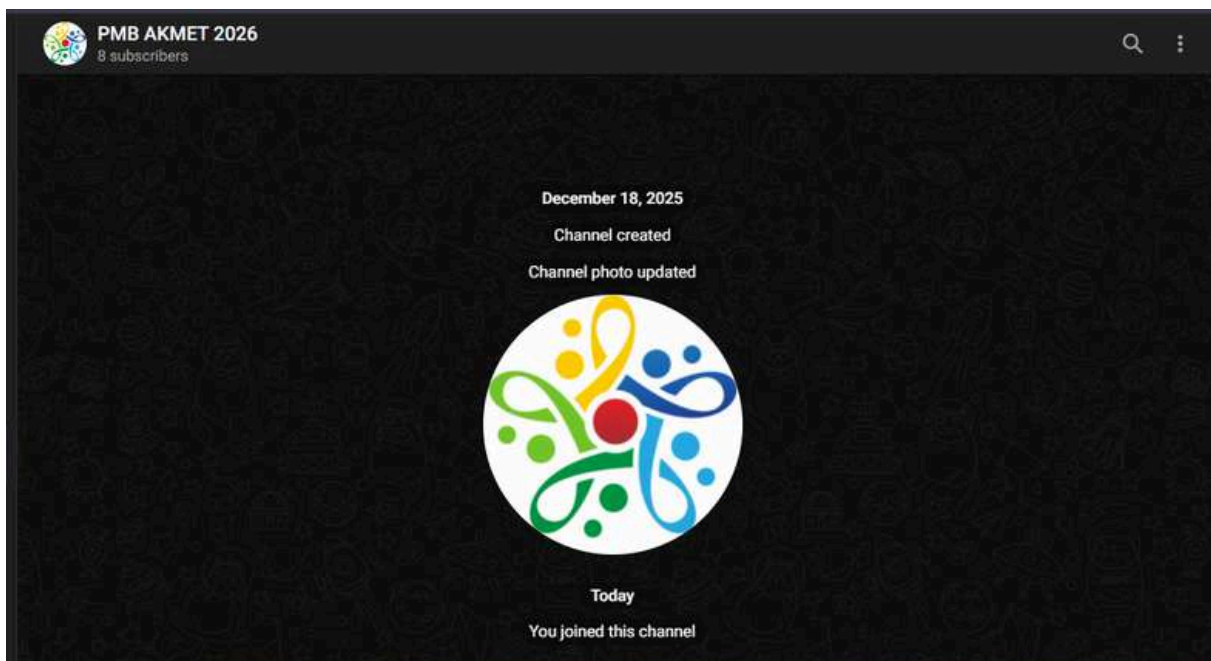 PMB AKMET 2026
8 subscribers
December 18, 2025
Channel created
Channel photo updated
Today
You joined this channel